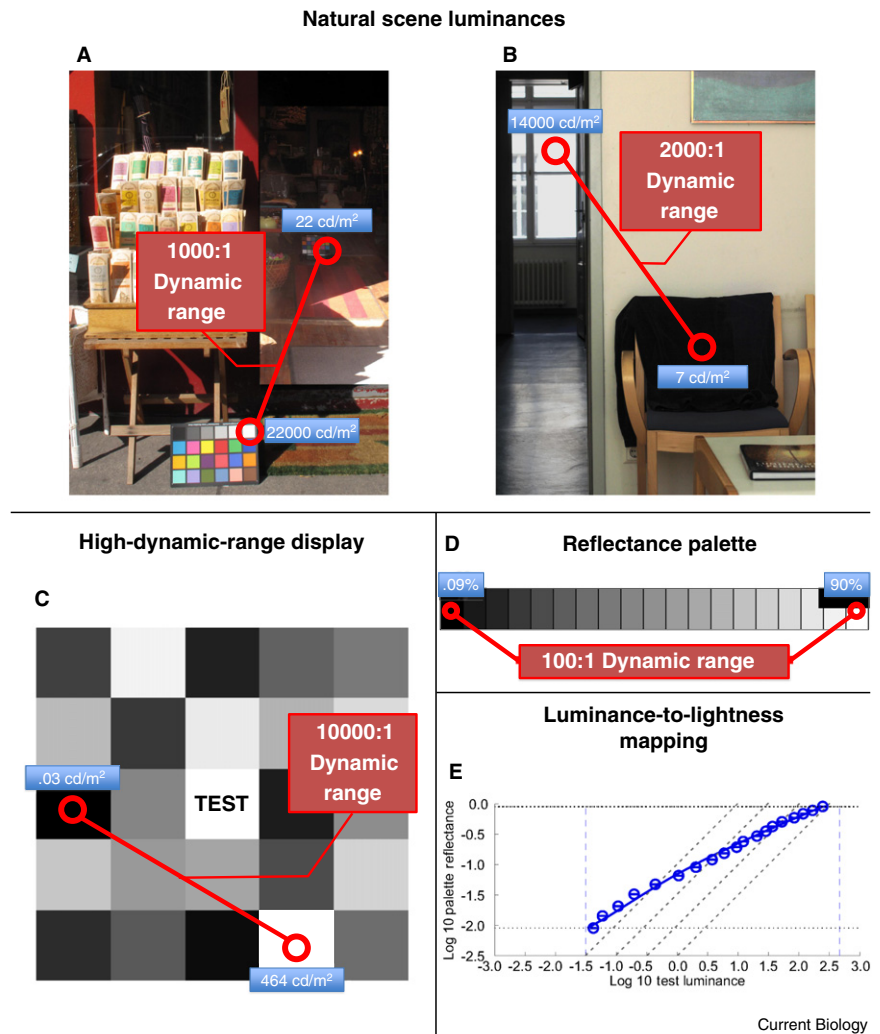 Natural scene luminances
A
B
14000 cd/m²
2000:1
Dynamic
range
22 cd/m²
1000:1
Dynamic
range
7 cd/m²
22000 cd/m²
High-dynamic-range display
D
Reflectance palette
.09%
90%
100:1 Dynamic range
C
10000:1
Dynamic
range
.03 cd/m²
TEST
464 cd/m²
Luminance-to-lightness
mapping
E
Log 10 palette reflectance
0.0
-0.5
-1.0
-1.5
-2.0
-2.5
-3.0 -2.5 -2.0 -1.5 -1.0 -0.5 0.0 0.5 1.0 1.5 2.0 2.5 3.0
Log 10 test luminance
Current Biology